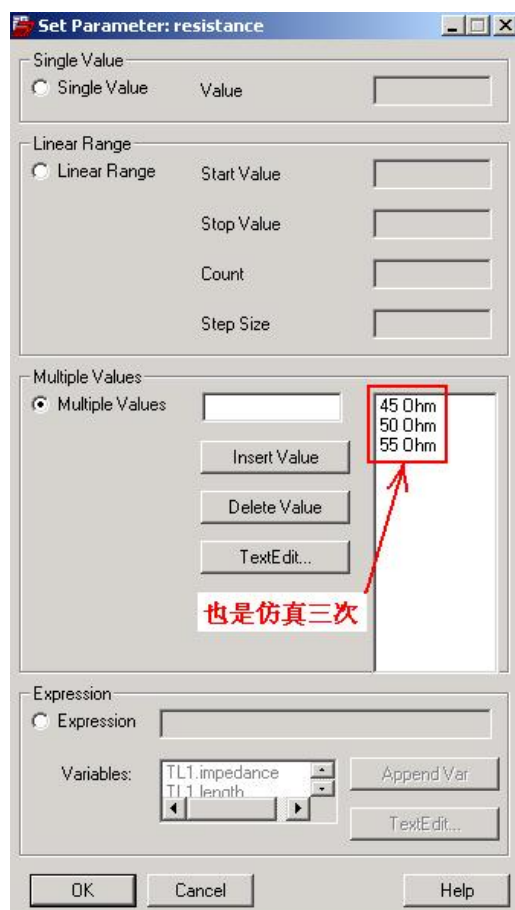 Set Parameter: resistance
Single Value
Single Value Value
Linear Range
Linear Range Start Value
Stop Value
Count
Step Size
Multiple Values
Multiple Values
45 Ohm
50 Ohm
55 Ohm
Insert Value
Delete Value
TextEdit...
也是仿真三次
Expression
Expression
Variables: TL1.impedance Append Var
TL1.length
TextEdit...
OK Cancel Help